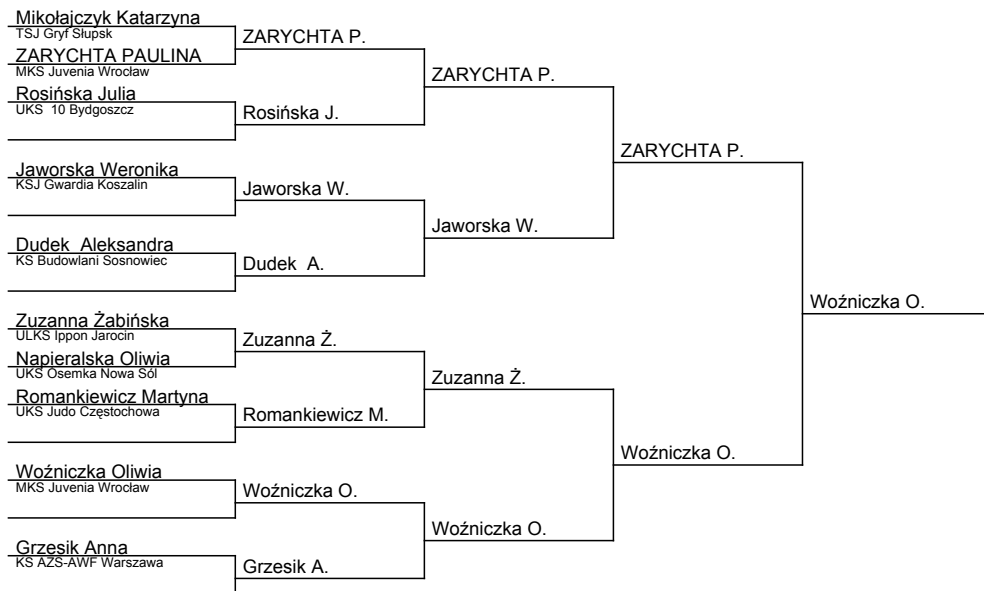 Mikołajczyk Katarzyna
TSJ Gryf Słupsk
ZARYCHTA PAULINA
MKS Juvenia Wrocław
Rosińska Julia
UKS 10 Bydgoszcz
Jaworska Weronika
KSJ Gwardia Koszalin
Dudek Aleksandra
KS Budowlani Sosnowiec
Zuzanna Żabińska
ULKS Ippon Jarocin
Napieralska Oliwia
UKS Osemka Nowa Sól
Romankiewicz Martyna
UKS Judo Częstochowa
Woźniczka Oliwia
MKS Juvenia Wrocław
Grzesik Anna
KS AZS-AWF Warszawa
ZARYCHTA P.
Rosińska J.
Jaworska W.
Dudek A.
Zuzanna Ż.
Romankiewicz M.
Woźniczka O.
Grzesik A.
ZARYCHTA P.
Jaworska W.
Zuzanna Ż.
Woźniczka O.
ZARYCHTA P.
Woźniczka O.
Woźniczka O.